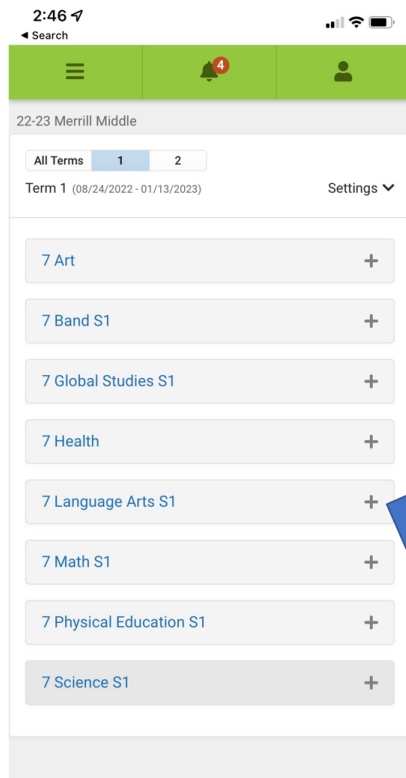 2:46
◄ Search
4
22-23 Merrill Middle
All Terms 1 2
Term 1 (08/24/2022 - 01/13/2023) Settings
7 Art +
7 Band S1 +
7 Global Studies S1 +
7 Health +
7 Language Arts S1 +
7 Math S1 +
7 Physical Education S1 +
7 Science S1 +